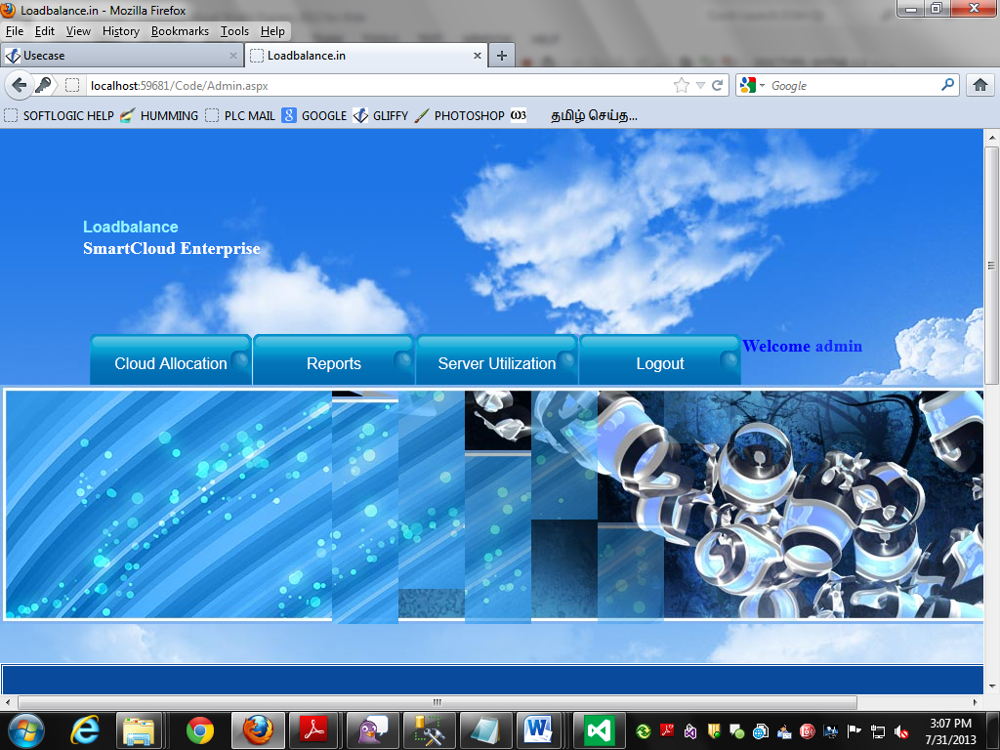 Loadbalance.in - Mozilla Firefox
File Edit View History Bookmarks Tools Help
Usecase
Loadbalance.in
localhost:59681/Code/Admin.aspx
Google
SOFTLOGIC HELP HUMMING PLC MAIL GOOGLE GLIFFY PHOTOSHOP தமிழ் செய்த...
Loadbalance
SmartCloud Enterprise
Welcome admin
Cloud Allocation Reports Server Utilization Logout
3:07 PM
7/31/2013